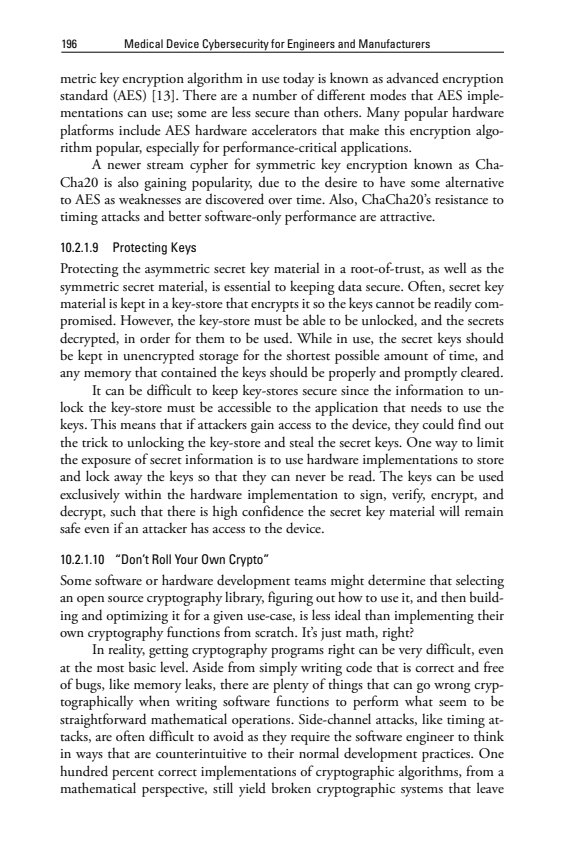 196 Medical Device Cybersecurity for Engineers and Manufacturers
metric key encryption algorithm in use today is known as advanced encryption
standard (AES) [13]. There are a number of different modes that AES imple-
mentations can use; some are less secure than others. Many popular hardware
platforms include AES hardware accelerators that make this encryption algo-
rithm popular, especially for performance-critical applications.
A newer stream cypher for symmetric key encryption known as Cha-
Cha20 is also gaining popularity, due to the desire to have some alternative
to AES as weaknesses are discovered over time. Also, ChaCha20's resistance to
timing attacks and better software-only performance are attractive.
10.2.1.9 Protecting Keys
Protecting the asymmetric secret key material in a root-of-trust, as well as the
symmetric secret material, is essential to keeping data secure. Often, secret key
material is kept in a key-store that encrypts it so the keys cannot be readily com-
promised. However, the key-store must be able to be unlocked, and the secrets
decrypted, in order for them to be used. While in use, the secret keys should
be kept in unencrypted storage for the shortest possible amount of time, and
any memory that contained the keys should be properly and promptly cleared.
It can be difficult to keep key-stores secure since the information to un-
lock the key-store must be accessible to the application that needs to use the
keys. This means that if attackers gain access to the device, they could find out
the trick to unlocking the key-store and steal the secret keys. One way to limit
the exposure of secret information is to use hardware implementations to store
and lock away the keys so that they can never be read. The keys can be used
exclusively within the hardware implementation to sign, verify, encrypt, and
decrypt, such that there is high confidence the secret key material will remain
safe even if an attacker has access to the device.
10.2.1.10 "Don't Roll Your Own Crypto"
Some software or hardware development teams might determine that selecting
an open source cryptography library, figuring out how to use it, and then build-
ing and optimizing it for a given use-case, is less ideal than implementing their
own cryptography functions from scratch. It's just math, right?
In reality, getting cryptography programs right can be very difficult, even
at the most basic level. Aside from simply writing code that is correct and free
of bugs, like memory leaks, there are plenty of things that can go wrong cryp-
tographically when writing software functions to perform what seem to be
straightforward mathematical operations. Side-channel attacks, like timing at-
tacks, are often difficult to avoid as they require the software engineer to think
in ways that are counterintuitive to their normal development practices. One
hundred percent correct implementations of cryptographic algorithms, from a
mathematical perspective, still yield broken cryptographic systems that leave